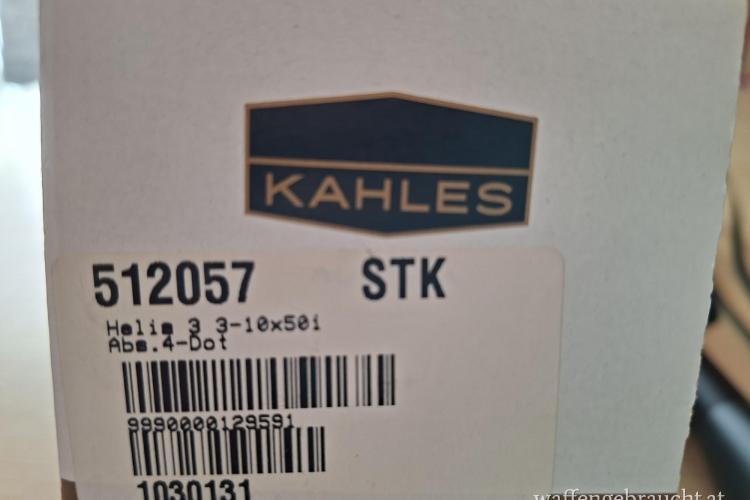 KAHLES
512057 STK
Helia 3 3-10x50i
Abs.4-Dot
9990000129591
1030131
waffengebraucht.at